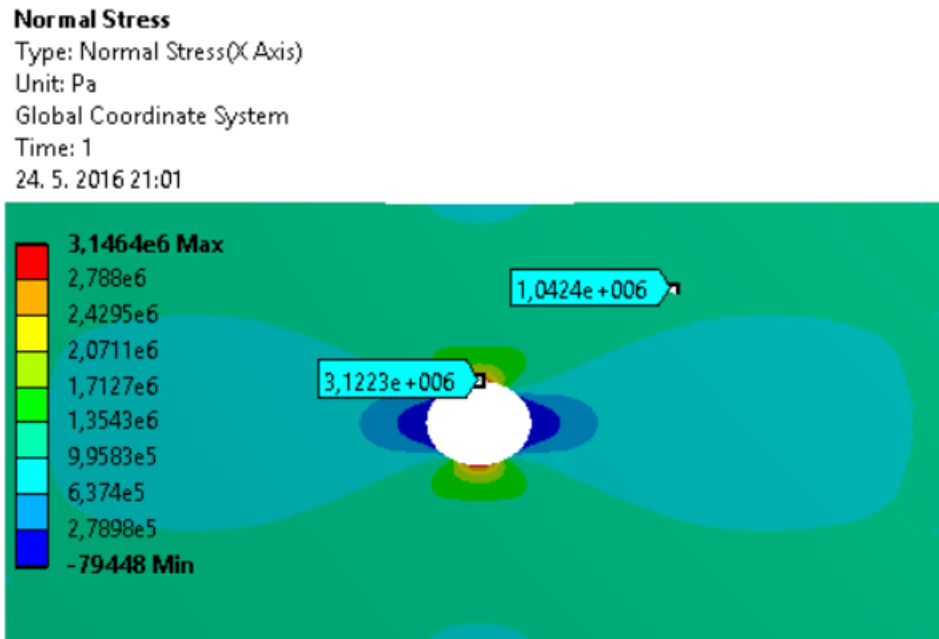 Normal Stress
Type: Normal Stress(X Axis)
Unit: Pa
Global Coordinate System
Time: 1
24. 5. 2016 21:01
3,1464e6 Max
2,788e6
2,4295e6
2,0711e6
1,7127e6
1,3543e6
9,9583e5
6,374e5
2,7898e5
-79448 Min
1,0424e+006
3,1223e+006